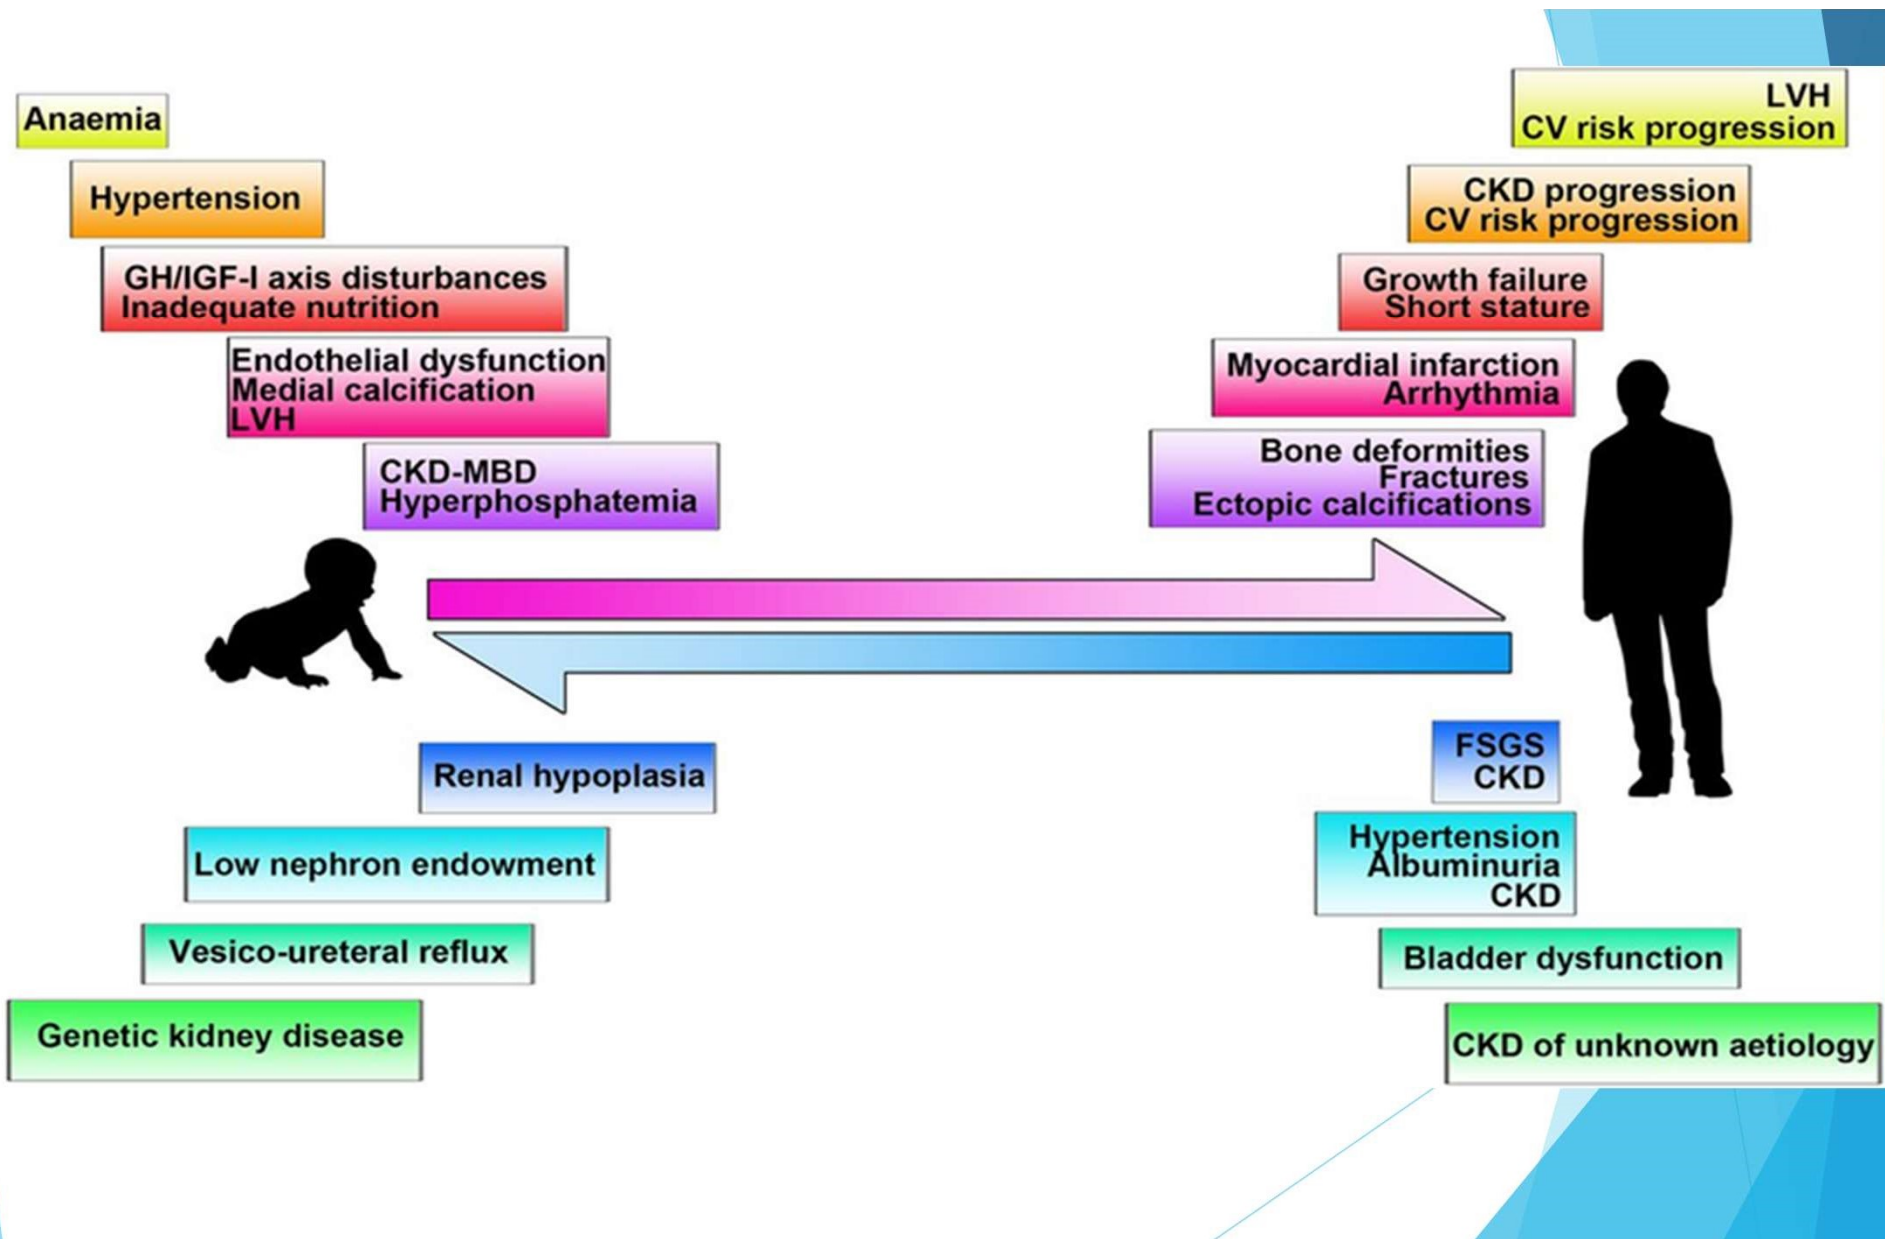 Anaemia
LVH
CV risk progression
Hypertension
CKD progression
CV risk progression
GH/IGF-I axis disturbances
Inadequate nutrition
Growth failure
Short stature
Endothelial dysfunction
Medial calcification
LVH
Myocardial infarction
Arrhythmia
CKD-MBD
Hyperphosphatemia
Bone deformities
Fractures
Ectopic calcifications
Renal hypoplasia
FSGS
CKD
Low nephron endowment
Hypertension
Albuminuria
CKD
Vesico-ureteral reflux
Bladder dysfunction
Genetic kidney disease
CKD of unknown aetiology